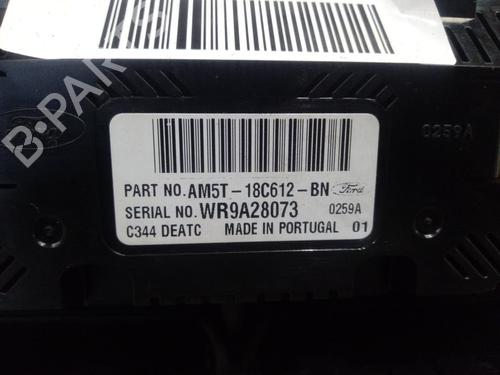 B-PARTS
0259A
PART NO. AM5T-18C612-BN Ford
SERIAL NO. WR9A28073 0259A
C344 DEATC MADE IN PORTUGAL 01